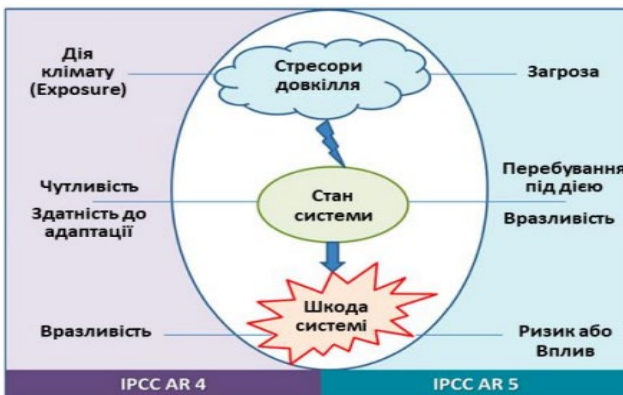 Дія
клімату
(Exposure)
Стресори
довкілля
Загроза
Чутливість
Здатність до
адаптації
Стан
системи
Перебування
під дією
Вразливість
Вразливість
Шкода
системі
Ризик або
Вплив
IPCC AR 4
IPCC AR 5